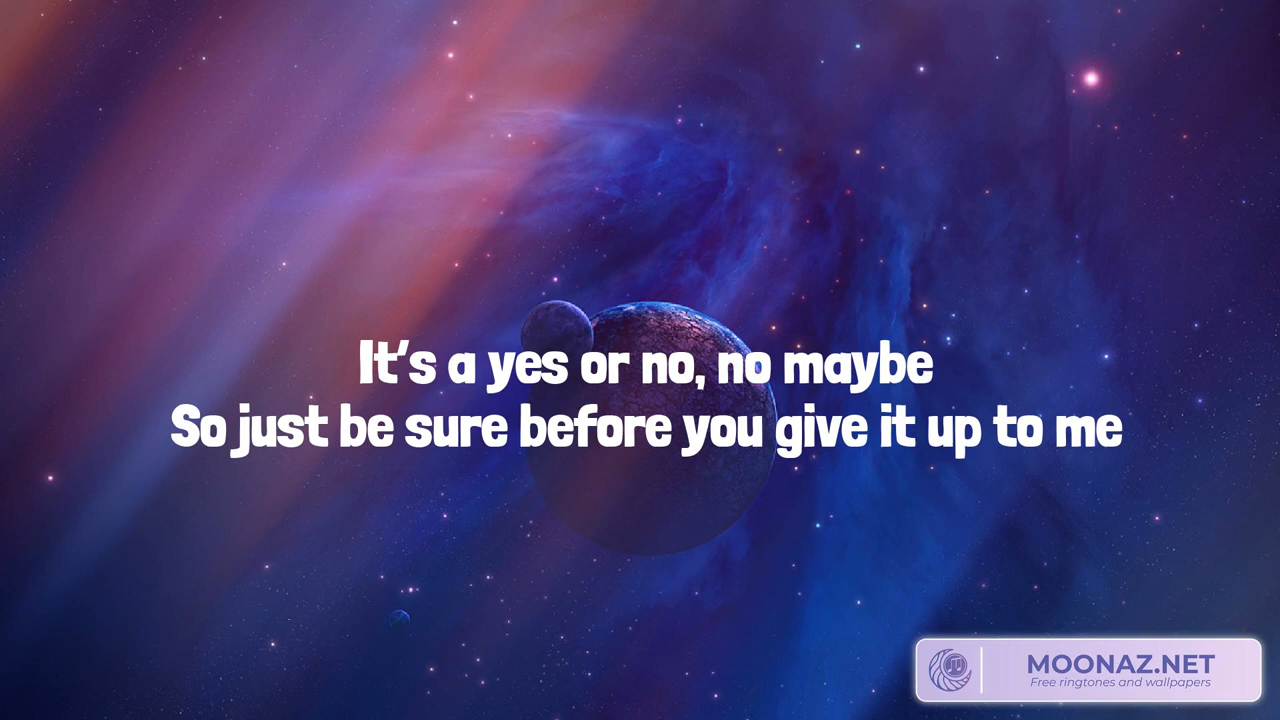 It's a yes or no, no maybe
So just be sure before you give it up to me
MOONAZ.NET
Free ringtones and wallpapers